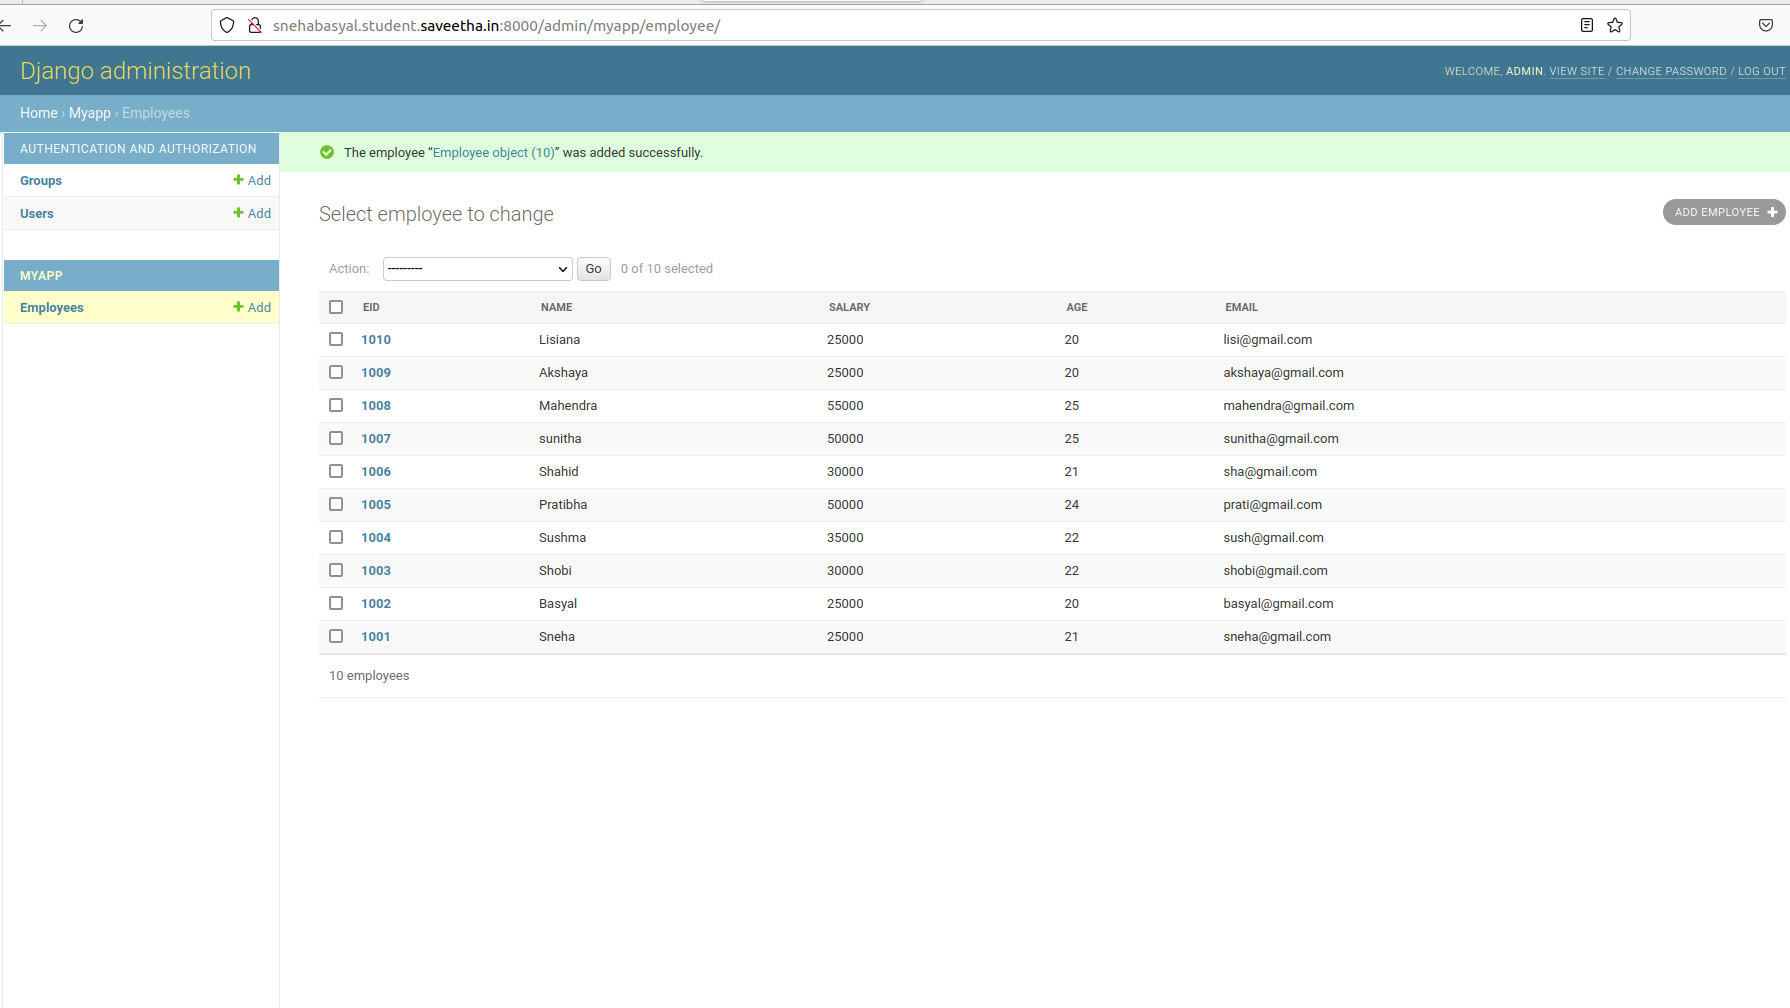 snehabasyal.student.saveetha.in:8000/admin/myapp/employee/
Django administration
WELCOME, ADMIN. VIEW SITE / CHANGE PASSWORD / LOG OUT
Home › Myapp › Employees
AUTHENTICATION AND AUTHORIZATION
Groups + Add
Users + Add
MYAPP
Employees + Add
The employee “Employee object (10)” was added successfully.
Select employee to change
ADD EMPLOYEE +
Action: --------- Go 0 of 10 selected
EID NAME SALARY AGE EMAIL
1010 Lisiana 25000 20 lisi@gmail.com
1009 Akshaya 25000 20 akshaya@gmail.com
1008 Mahendra 55000 25 mahendra@gmail.com
1007 sunitha 50000 25 sunitha@gmail.com
1006 Shahid 30000 21 sha@gmail.com
1005 Pratibha 50000 24 prati@gmail.com
1004 Sushma 35000 22 sush@gmail.com
1003 Shobi 30000 22 shobi@gmail.com
1002 Basyal 25000 20 basyal@gmail.com
1001 Sneha 25000 21 sneha@gmail.com
10 employees